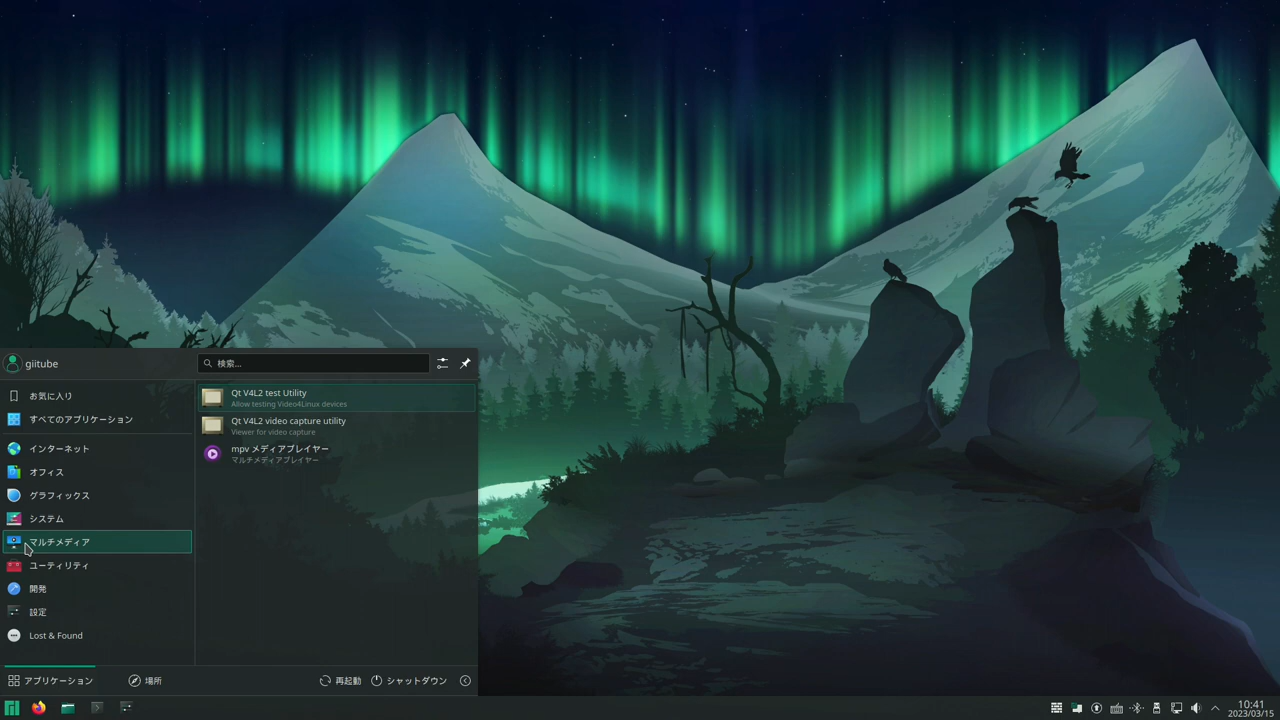 giitube
検索...
お気に入り
すべてのアプリケーション
インターネット
オフィス
グラフィックス
システム
マルチメディア
ユーティリティ
開発
設定
Lost & Found
Qt V4L2 test Utility
Allow testing Video4Linux devices
Qt V4L2 video capture utility
Viewer for video capture
mpv メディアプレイヤー
マルチメディアプレイヤー
アプリケーション
場所
再起動
シャットダウン
10:41
2023/03/15